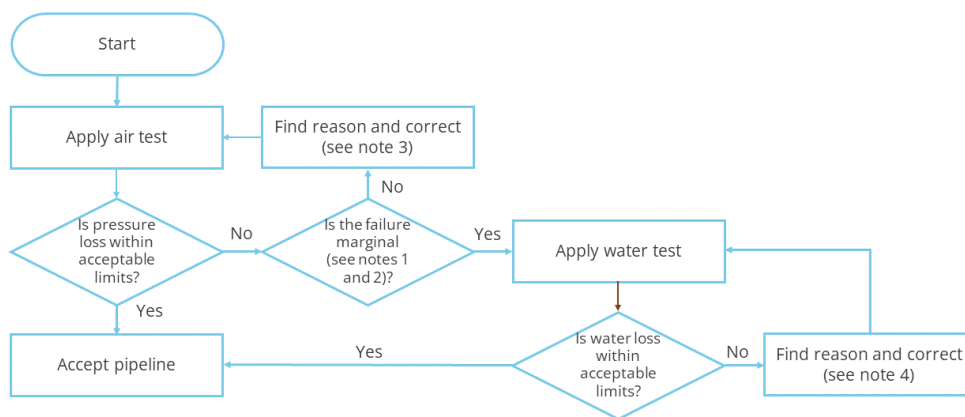 Start
Apply air test
Find reason and correct
(see note 3)
No
Is pressure
loss within
acceptable
limits?
No
Is the failure
marginal
(see notes 1
and 2)?
Yes
Apply water test
Yes
Accept pipeline
Yes
Is water loss
within
acceptable
limits?
No
Find reason and correct
(see note 4)